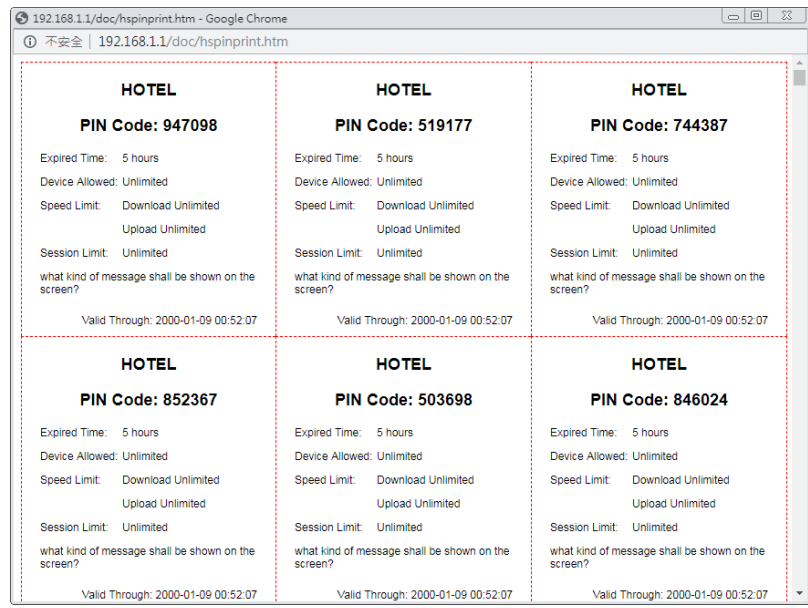 192.168.1.1/doc/hspinprint.htm - Google Chrome
不安全 | 192.168.1.1/doc/hspinprint.htm
HOTEL
PIN Code: 947098
Expired Time: 5 hours
Device Allowed: Unlimited
Speed Limit: Download Unlimited
Upload Unlimited
Session Limit: Unlimited
what kind of message shall be shown on the
screen?
Valid Through: 2000-01-09 00:52:07
HOTEL
PIN Code: 519177
Expired Time: 5 hours
Device Allowed: Unlimited
Speed Limit: Download Unlimited
Upload Unlimited
Session Limit: Unlimited
what kind of message shall be shown on the
screen?
Valid Through: 2000-01-09 00:52:07
HOTEL
PIN Code: 744387
Expired Time: 5 hours
Device Allowed: Unlimited
Speed Limit: Download Unlimited
Upload Unlimited
Session Limit: Unlimited
what kind of message shall be shown on the
screen?
Valid Through: 2000-01-09 00:52:07
HOTEL
PIN Code: 852367
Expired Time: 5 hours
Device Allowed: Unlimited
Speed Limit: Download Unlimited
Upload Unlimited
Session Limit: Unlimited
what kind of message shall be shown on the
screen?
Valid Through: 2000-01-09 00:52:07
HOTEL
PIN Code: 503698
Expired Time: 5 hours
Device Allowed: Unlimited
Speed Limit: Download Unlimited
Upload Unlimited
Session Limit: Unlimited
what kind of message shall be shown on the
screen?
Valid Through: 2000-01-09 00:52:07
HOTEL
PIN Code: 846024
Expired Time: 5 hours
Device Allowed: Unlimited
Speed Limit: Download Unlimited
Upload Unlimited
Session Limit: Unlimited
what kind of message shall be shown on the
screen?
Valid Through: 2000-01-09 00:52:07